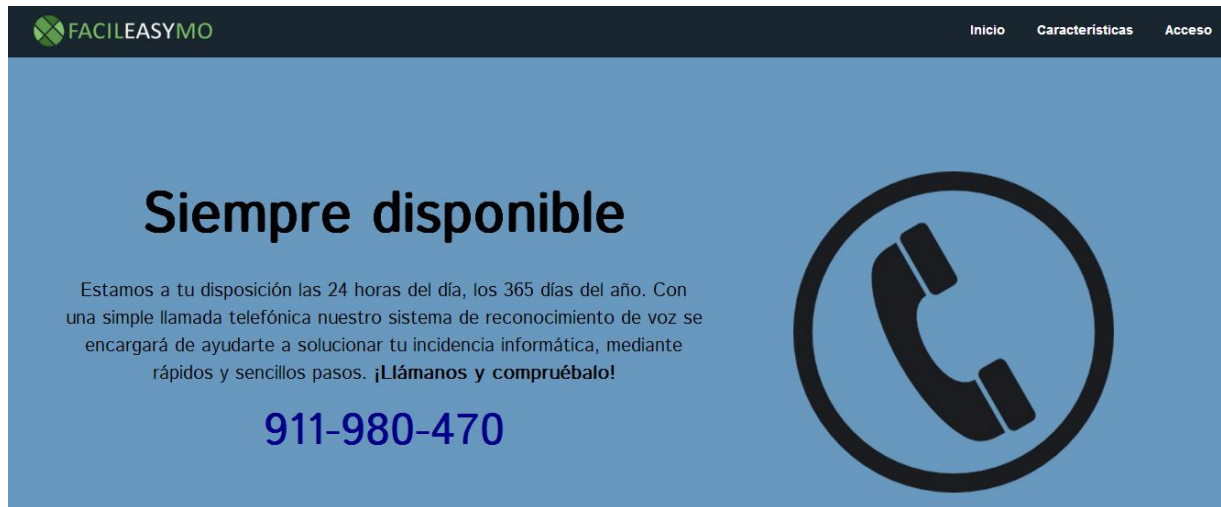 FACILEASYMO
Inicio Características Acceso
Siempre disponible
Estamos a tu disposición las 24 horas del día, los 365 días del año. Con
una simple llamada telefónica nuestro sistema de reconocimiento de voz se
encargará de ayudarte a solucionar tu incidencia informática, mediante
rápidos y sencillos pasos. ¡Llámanos y compruébalo!
911-980-470